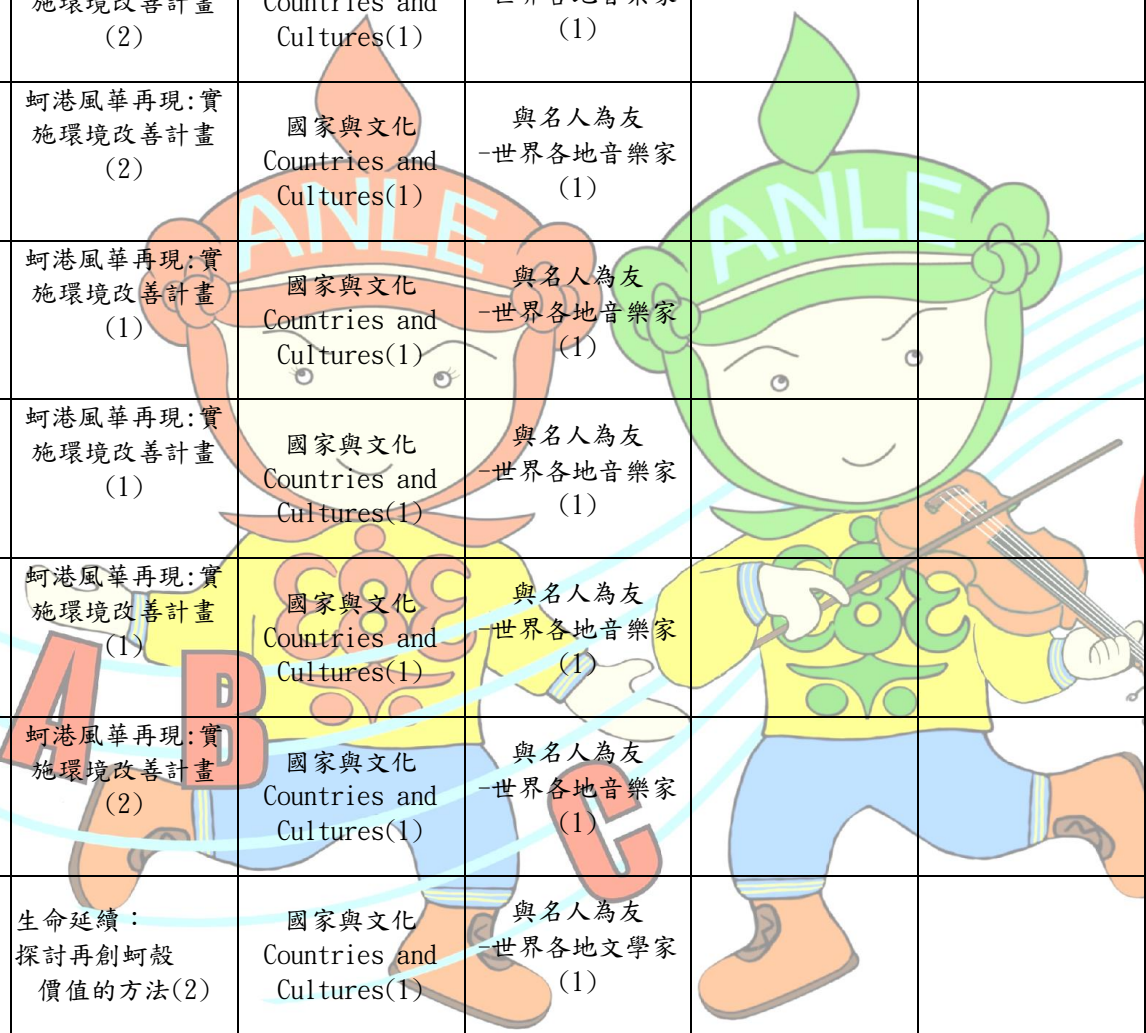 施環境改善計畫
(2)
Countries and
Cultures(1)
-世界各地音樂家
(1)
蚵港風華再現:實
施環境改善計畫
(2)
國家與文化
Countries and
Cultures(1)
與名人為友
-世界各地音樂家
(1)
蚵港風華再現:實
施環境改善計畫
(1)
國家與文化
Countries and
Cultures(1)
與名人為友
-世界各地音樂家
(1)
蚵港風華再現:實
施環境改善計畫
(1)
國家與文化
Countries and
Cultures(1)
與名人為友
-世界各地音樂家
(1)
蚵港風華再現:實
施環境改善計畫
(1)
國家與文化
Countries and
Cultures(1)
與名人為友
-世界各地音樂家
(1)
蚵港風華再現:實
施環境改善計畫
(2)
國家與文化
Countries and
Cultures(1)
與名人為友
-世界各地音樂家
(1)
生命延續：
探討再創蚵殼
價值的方法(2)
國家與文化
Countries and
Cultures(1)
與名人為友
-世界各地文學家
(1)
ANLE
ANLE
A
B
C